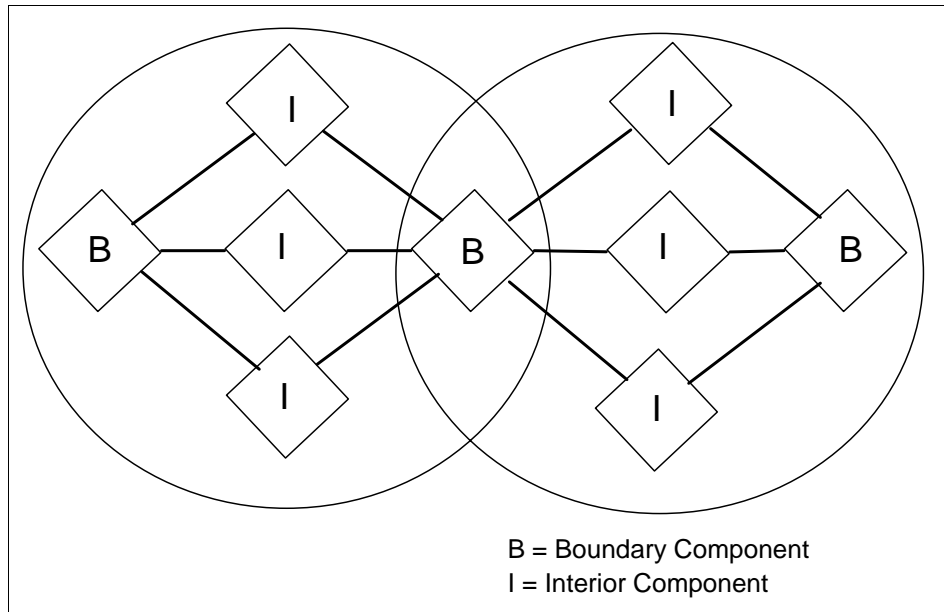 I
I
B
I
B
I
B
I
I
B = Boundary Component
I = Interior Component